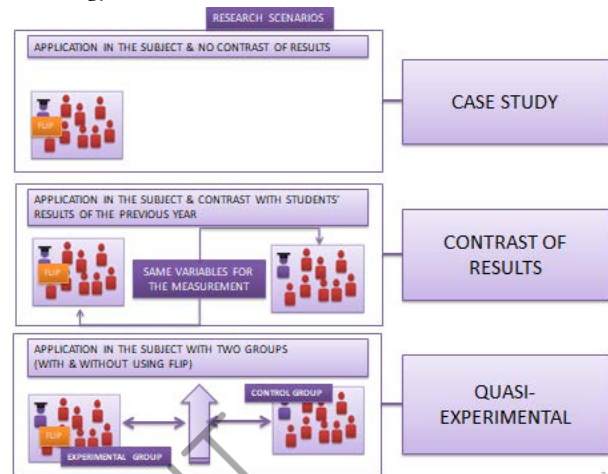 RESEARCH SCENARIOS
APPLICATION IN THE SUBJECT & NO CONTRAST OF RESULTS
FLIP
CASE STUDY
APPLICATION IN THE SUBJECT & CONTRAST WITH STUDENTS'
RESULTS OF THE PREVIOUS YEAR
FLIP
SAME VARIABLES FOR
THE MEASUREMENT
CONTRAST OF
RESULTS
APPLICATION IN THE SUBJECT WITH TWO GROUPS
(WITH & WITHOUT USING FLIP)
CONTROL GROUP
FLIP
EXPERIMENTAL GROUP
QUASI-
EXPERIMENTAL